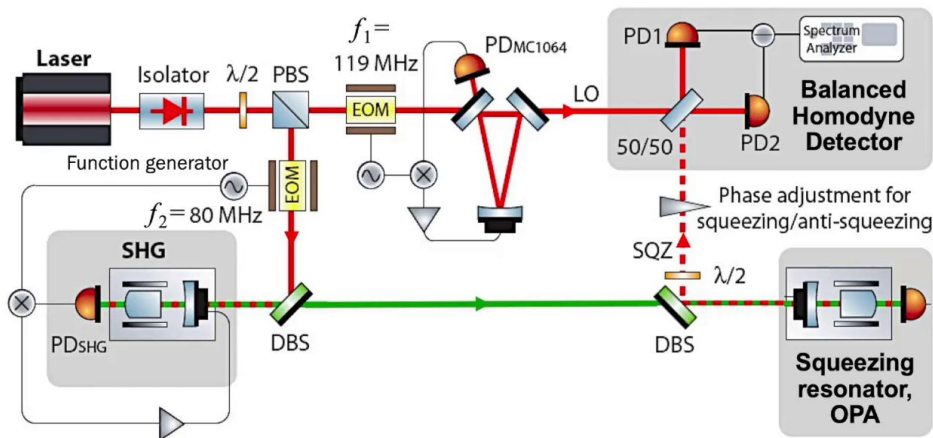 Laser
Isolator
λ/2
PBS
f₁=
119 MHz
EOM
PDMC1064
LO
PD1
Spectrum
Analyzer
Balanced
Homodyne
Detector
50/50
PD2
Function generator
EOM
f₂= 80 MHz
Phase adjustment for
squeezing/anti-squeezing
SHG
SQZ
λ/2
PDSHG
DBS
DBS
Squeezing
resonator,
OPA